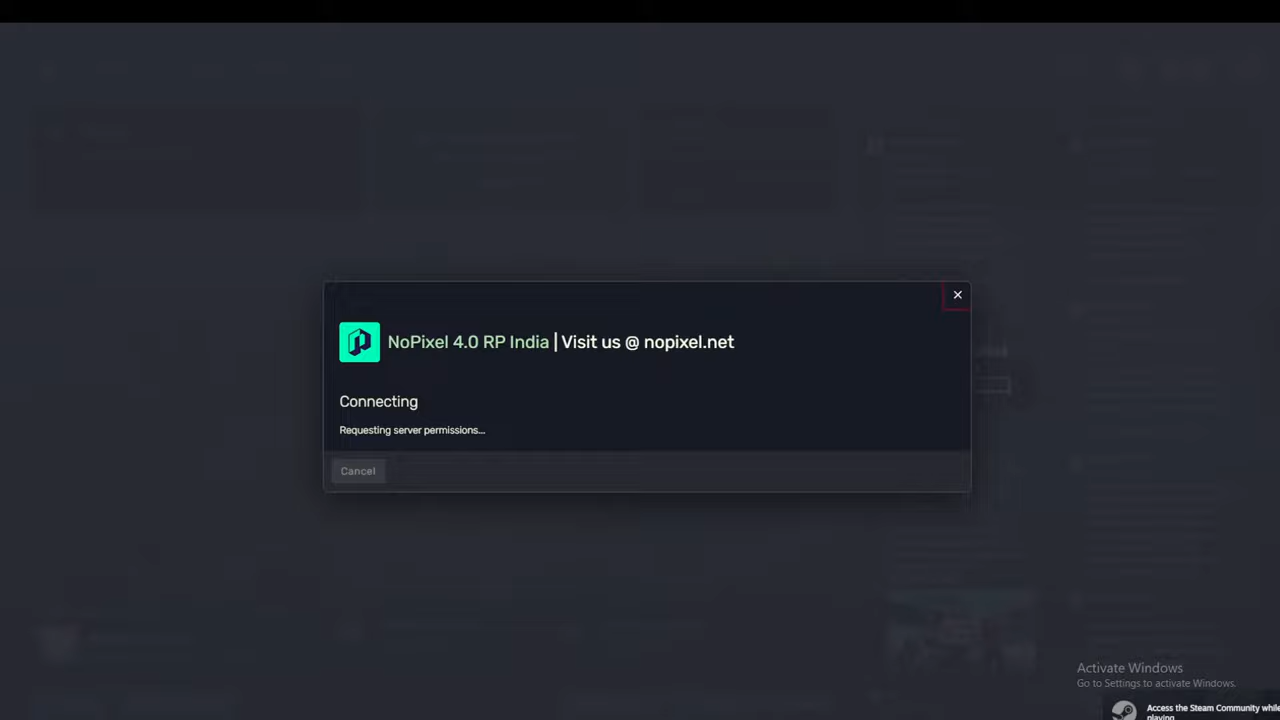 NoPixel 4.0 RP India | Visit us @ nopixel.net
Connecting
Requesting server permissions...
Cancel
Activate Windows
Go to Settings to activate Windows.
Access the Steam Community while
playing